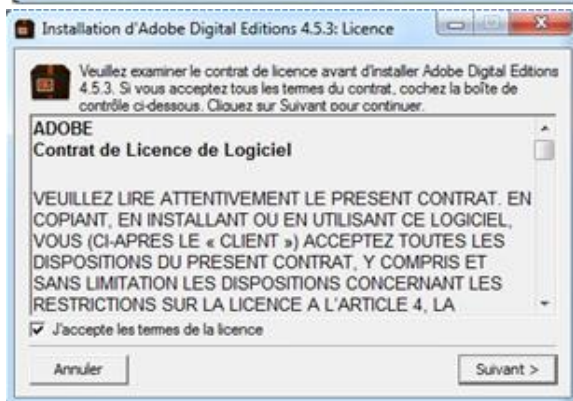 Installation d'Adobe Digital Editions 4.5.3: Licence
Veuillez examiner le contrat de licence avant d'installer Adobe Digital Editions
4.5.3. Si vous acceptez tous les termes du contrat, cochez la boîte de
contrôle ci-dessous. Cliquez sur Suivant pour continuer.
ADOBE
Contrat de Licence de Logiciel
VEUILLEZ LIRE ATTENTIVEMENT LE PRESENT CONTRAT. EN
COPIANT, EN INSTALLANT OU EN UTILISANT CE LOGICIEL,
VOUS (CI-APRES LE « CLIENT ») ACCEPTEZ TOUTES LES
DISPOSITIONS DU PRESENT CONTRAT, Y COMPRIS ET
SANS LIMITATION LES DISPOSITIONS CONCERNANT LES
RESTRICTIONS SUR LA LICENCE A L'ARTICLE 4, LA
J'accepte les termes de la licence
Annuler
Suivant >